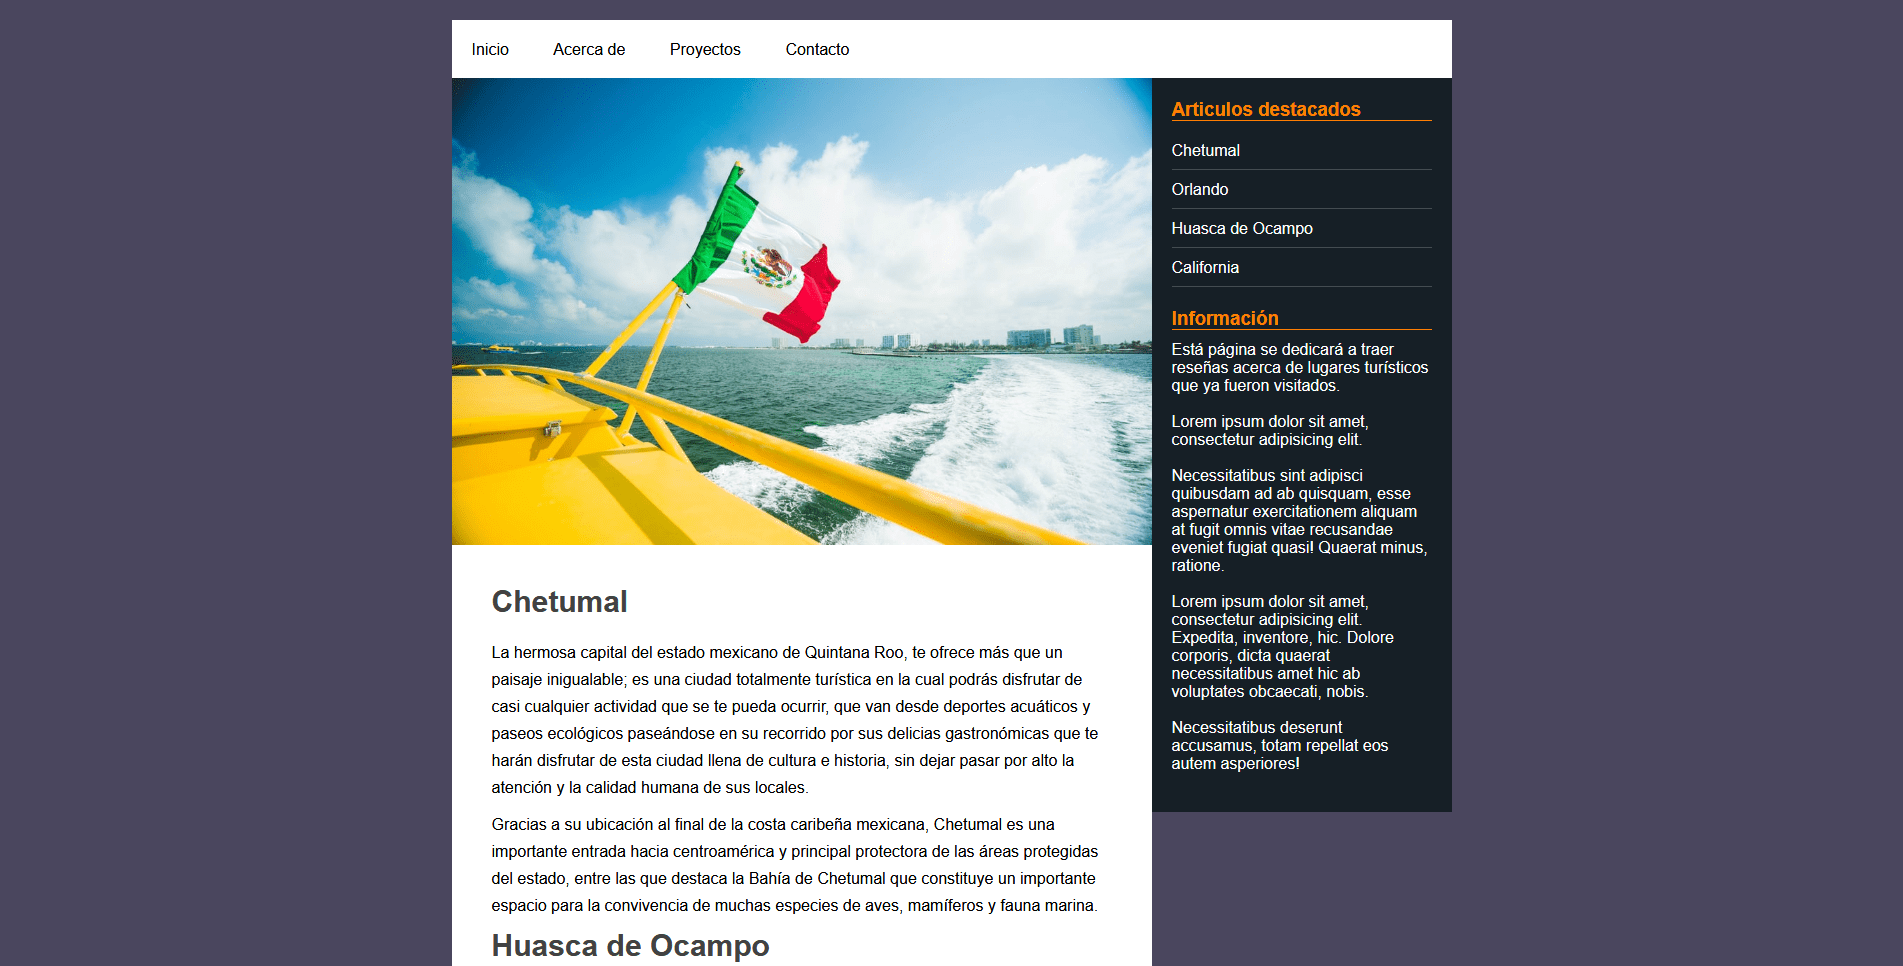 Inicio Acerca de Proyectos Contacto
Articulos destacados
Chetumal
Orlando
Huasca de Ocampo
California
Información
Está página se dedicará a traer
reseñas acerca de lugares turísticos
que ya fueron visitados.
Lorem ipsum dolor sit amet,
consectetur adipisicing elit.
Necessitatibus sint adipisci
quibusdam ad ab quisquam, esse
aspernatur exercitationem aliquam
at fugit omnis vitae recusandae
eveniet fugiat quasi! Quaerat minus,
ratione.
Lorem ipsum dolor sit amet,
consectetur adipisicing elit.
Expedita, inventore, hic. Dolore
corporis, dicta quaerat
necessitatibus amet hic ab
voluptates obcaecati, nobis.
Necessitatibus deserunt
accusamus, totam repellat eos
autem asperiores!
Chetumal
La hermosa capital del estado mexicano de Quintana Roo, te ofrece más que un
paisaje inigualable; es una ciudad totalmente turística en la cual podrás disfrutar de
casi cualquier actividad que se te pueda ocurrir, que van desde deportes acuáticos y
paseos ecológicos paseándose en su recorrido por sus delicias gastronómicas que te
harán disfrutar de esta ciudad llena de cultura e historia, sin dejar pasar por alto la
atención y la calidad humana de sus locales.
Gracias a su ubicación al final de la costa caribeña mexicana, Chetumal es una
importante entrada hacia centroamérica y principal protectora de las áreas protegidas
del estado, entre las que destaca la Bahía de Chetumal que constituye un importante
espacio para la convivencia de muchas especies de aves, mamíferos y fauna marina.
Huasca de Ocampo